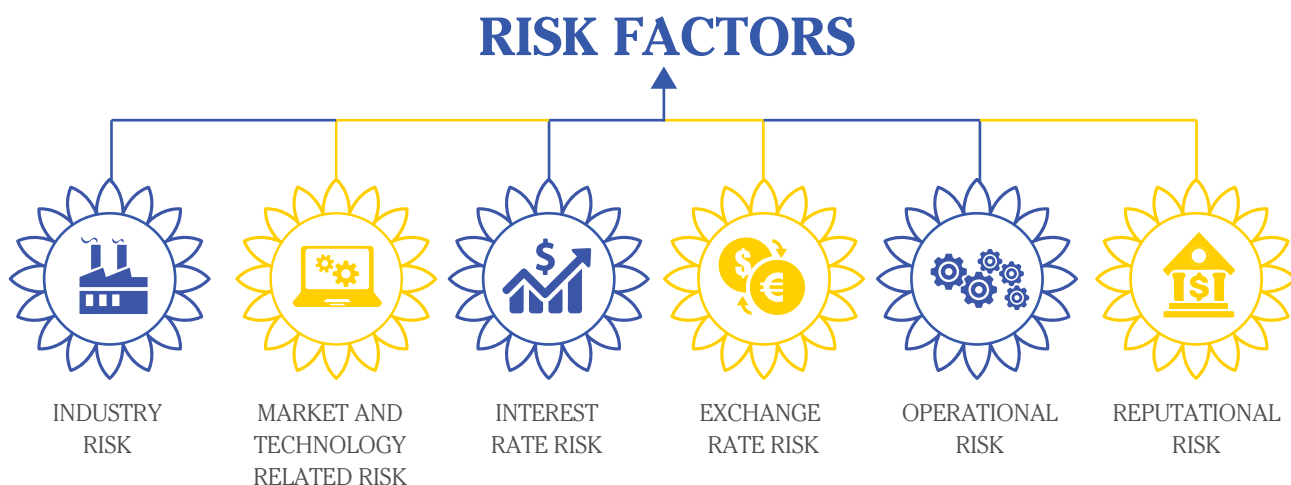 RISK FACTORS
INDUSTRY
RISK
MARKET AND
TECHNOLOGY
RELATED RISK
INTEREST
RATE RISK
EXCHANGE
RATE RISK
OPERATIONAL
RISK
REPUTATIONAL
RISK